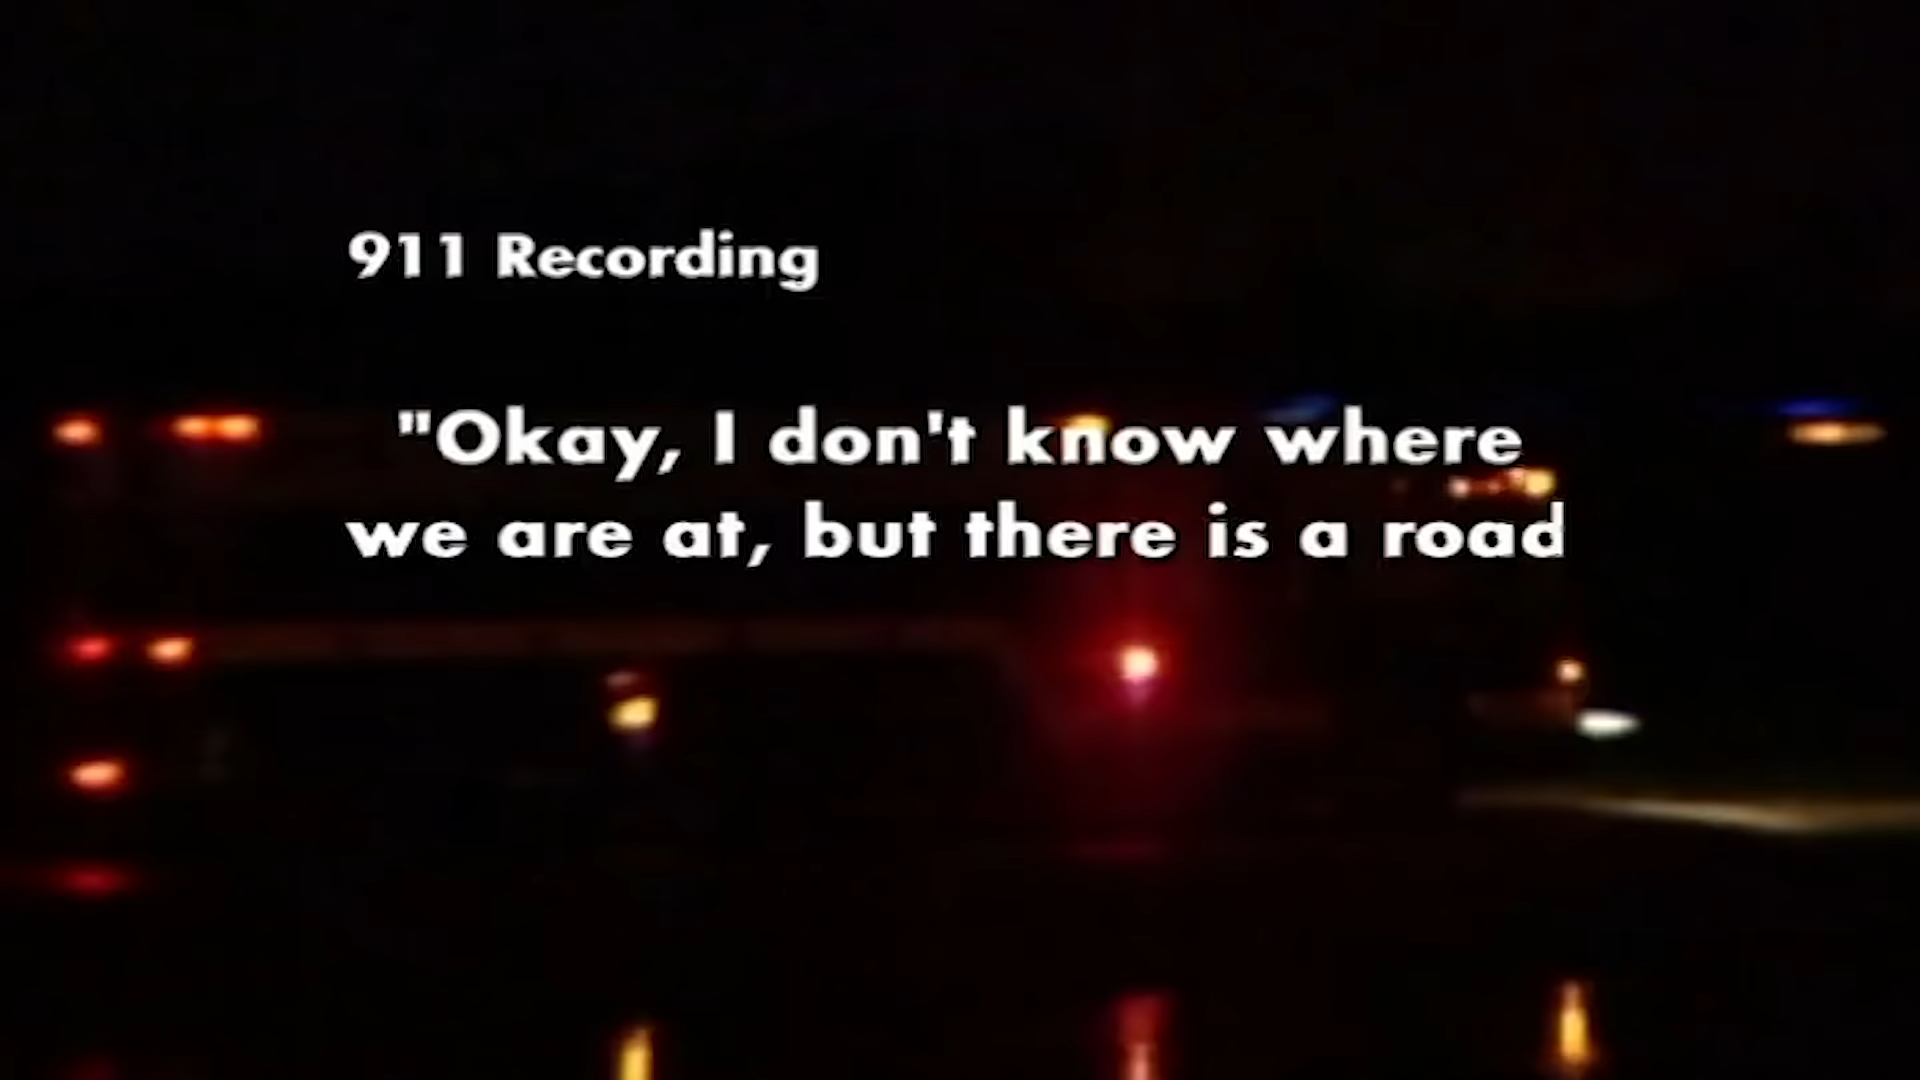 911 Recording
"Okay, I don't know where
we are at, but there is a road